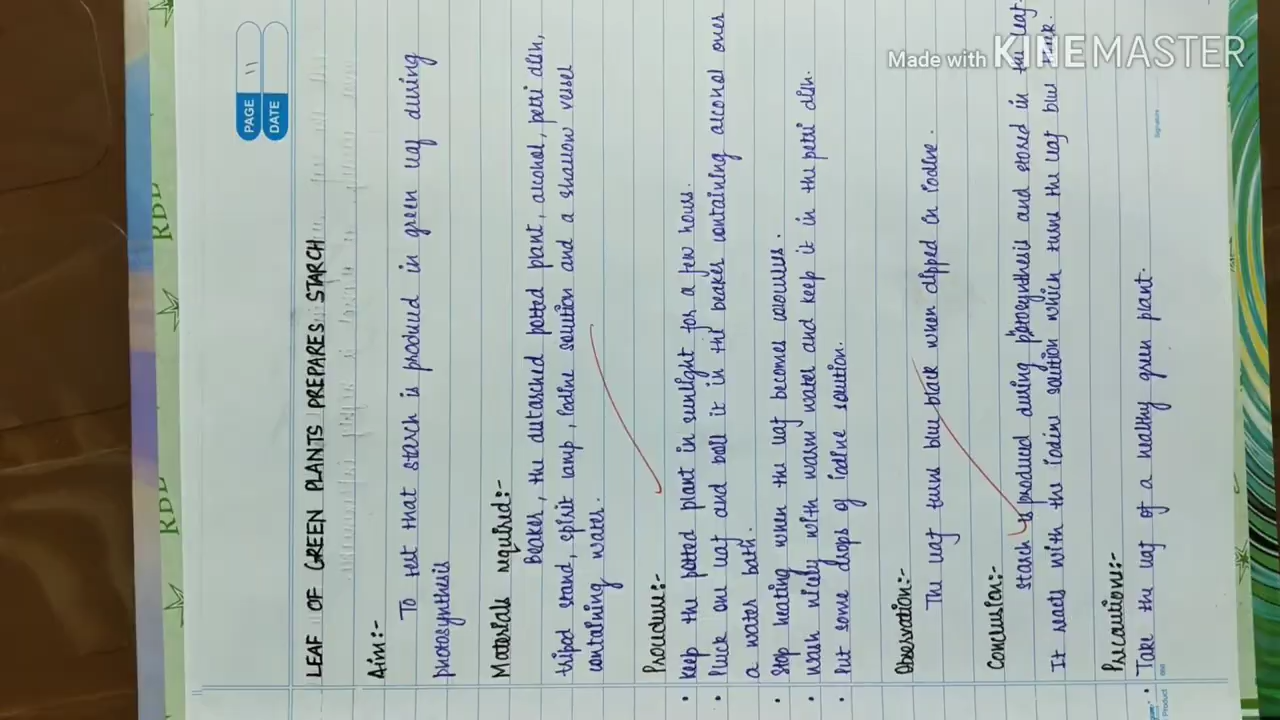 PAGE 11
DATE
LEAF OF GREEN PLANTS PREPARES STARCH
Aim:-
To test that starch is produced in green leaf during
photosynthesis
Materials required:-
Beaker, the destarched potted plant, alcohol, petri dish,
tripod stand, spirit lamp, Iodine solution and a shallow vessel
containing water.
Procedure:-
• Keep the potted plant in sunlight for a few hours.
• Pluck one leaf and boil it in the beaker containing alcohol over
a water bath.
• Stop heating when the leaf becomes colourless.
• Wash nicely with warm water and keep it in the petri dish.
• Put some drops of iodine solution.
Observation:-
The leaf turns blue black when dipped in iodine.
Conclusion:-
Starch is produced during photosynthesis and stored in the leaf.
It reacts with the iodine solution which turns the leaf blue black.
Precautions:-
• Take the leaf of a healthy green plant.
Product
Signature
RBE
RBE
RBE
Made with KINEMASTER